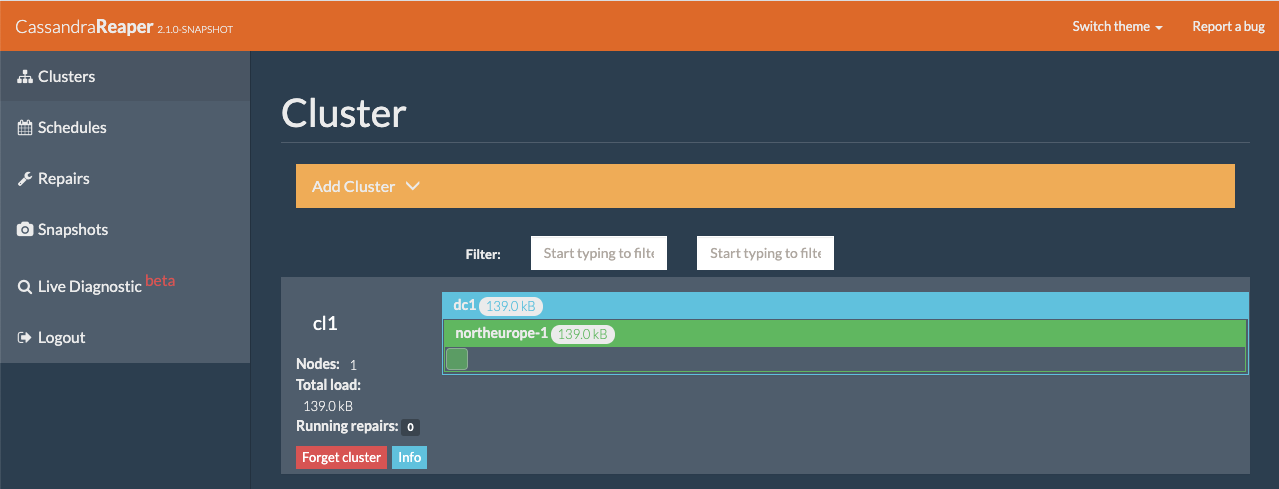 CassandraReaper 2.1.0-SNAPSHOT
Switch theme
Report a bug
Clusters
Schedules
Repairs
Snapshots
Live Diagnostic beta
Logout
Cluster
Add Cluster
Filter:
Start typing to filte
Start typing to filte
cl1
Nodes: 1
Total load:
139.0 kB
Running repairs: 0
Forget cluster
Info
dc1 139.0 kB
northeurope-1 139.0 kB